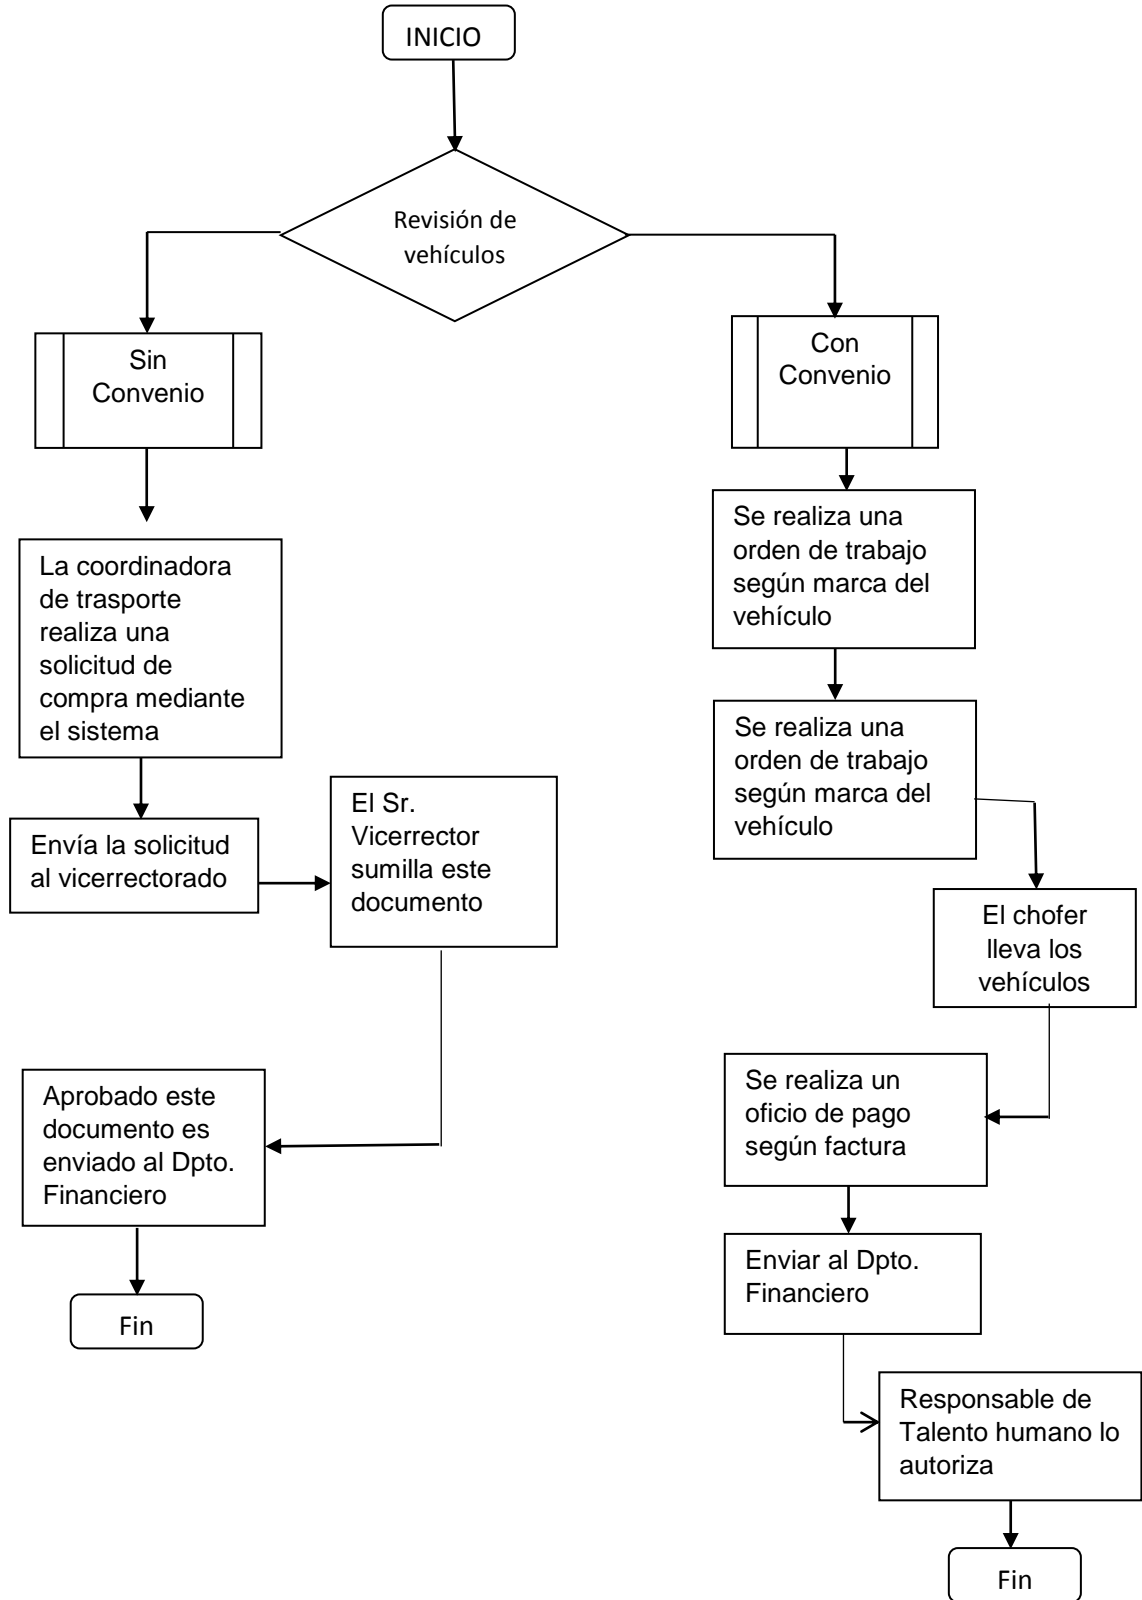 INICIO
Revisión de
vehículos
Sin
Convenio
La coordinadora
de trasporte
realiza una
solicitud de
compra mediante
el sistema
Envía la solicitud
al vicerrectorado
El Sr.
Vicerrector
sumilla este
documento
Aprobado este
documento es
enviado al Dpto.
Financiero
Fin
Con
Convenio
Se realiza una
orden de trabajo
según marca del
vehículo
Se realiza una
orden de trabajo
según marca del
vehículo
El chofer
lleva los
vehículos
Se realiza un
oficio de pago
según factura
Enviar al Dpto.
Financiero
Responsable de
Talento humano lo
autoriza
Fin